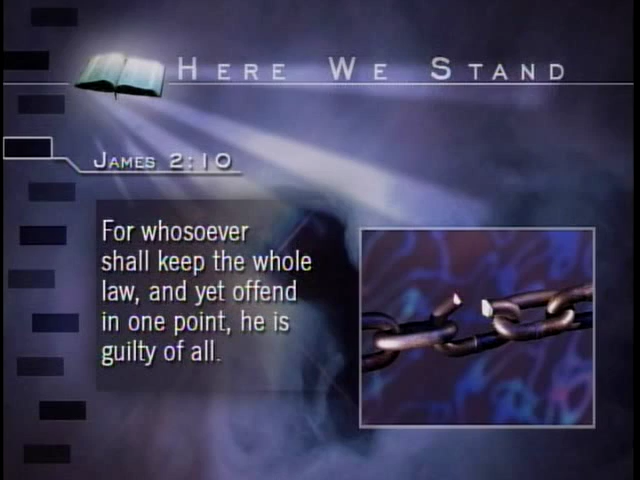 HERE WE STAND
JAMES 2:10
For whosoever
shall keep the whole
law, and yet offend
in one point, he is
guilty of all.